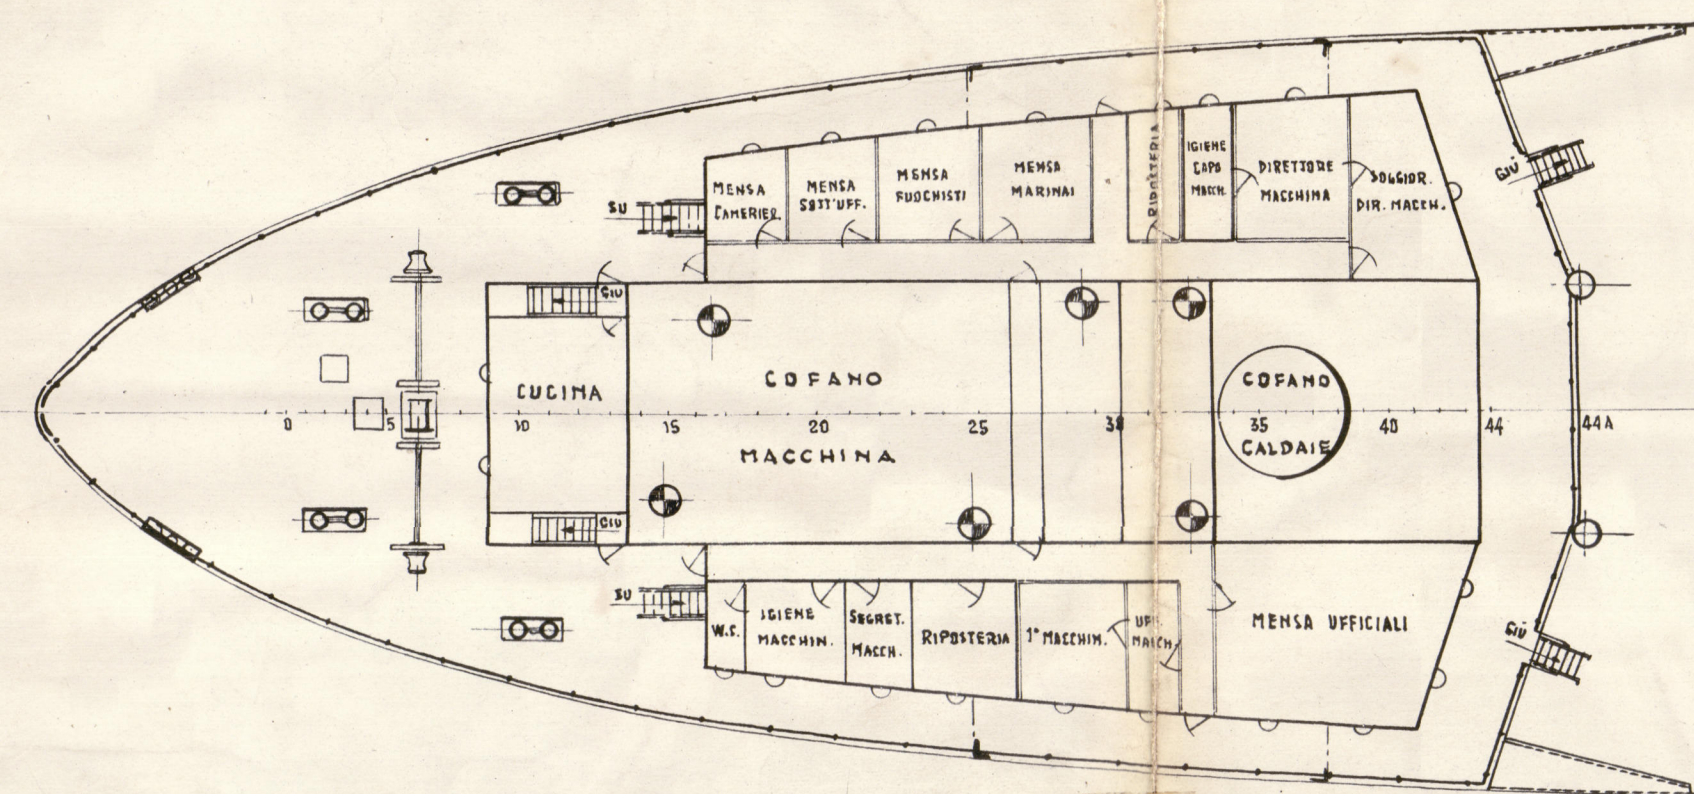 SU
MENSA
CAMERIER.
MENSA
SOTT'UFF.
MENSA
FUOCHISTI
MENSA
MARINAI
RIPOSTERIA
IGIENE
CAPO
MACCH.
DIRETTORE
MACCHINA
SOGGIOR.
DIR. MACCH.
GIÙ
GIÙ
CUCINA
COFANO
MACCHINA
COFANO
CALDAIE
0 5 10 15 20 25 30 35 40 44 44A
GIÙ
SU
W.C.
IGIENE
MACCHIN.
SEGRET.
MACCH.
RIPOSTERIA
1° MACCHIN.
UFF.
MACCH.
MENSA UFFICIALI
GIÙ